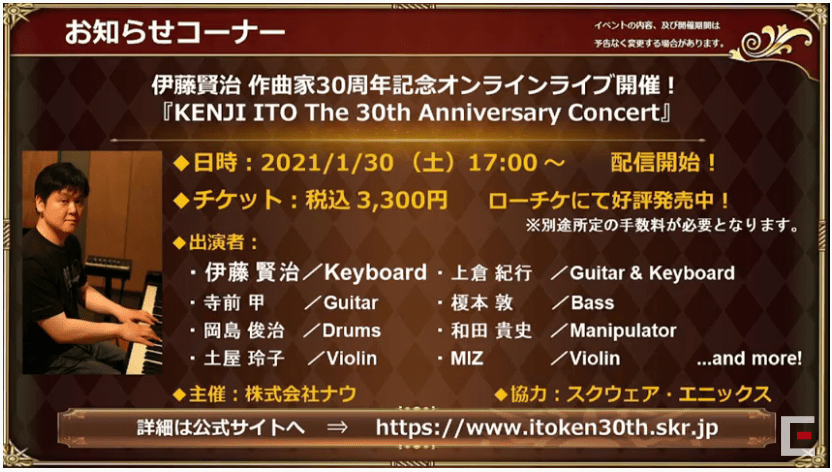 お知らせコーナー
イベントの内容、及び開催期間は
予告なく変更する場合があります。
伊藤賢治 作曲家30周年記念オンラインライブ開催！
『KENJI ITO The 30th Anniversary Concert』
◆日時：2021/1/30（土）17:00～ 配信開始！
◆チケット：税込 3,300円 ローチケにて好評発売中！
※別途所定の手数料が必要となります。
◆出演者：
・伊藤 賢治／Keyboard ・上倉 紀行 ／Guitar & Keyboard
・寺前 甲 ／Guitar ・榎本 敦 ／Bass
・岡島 俊治 ／Drums ・和田 貴史 ／Manipulator
・土屋 玲子 ／Violin ・MIZ ／Violin ...and more!
◆主催：株式会社ナウ ◆協力：スクウェア・エニックス
詳細は公式サイトへ ⇒ https://www.itoken30th.skr.jp